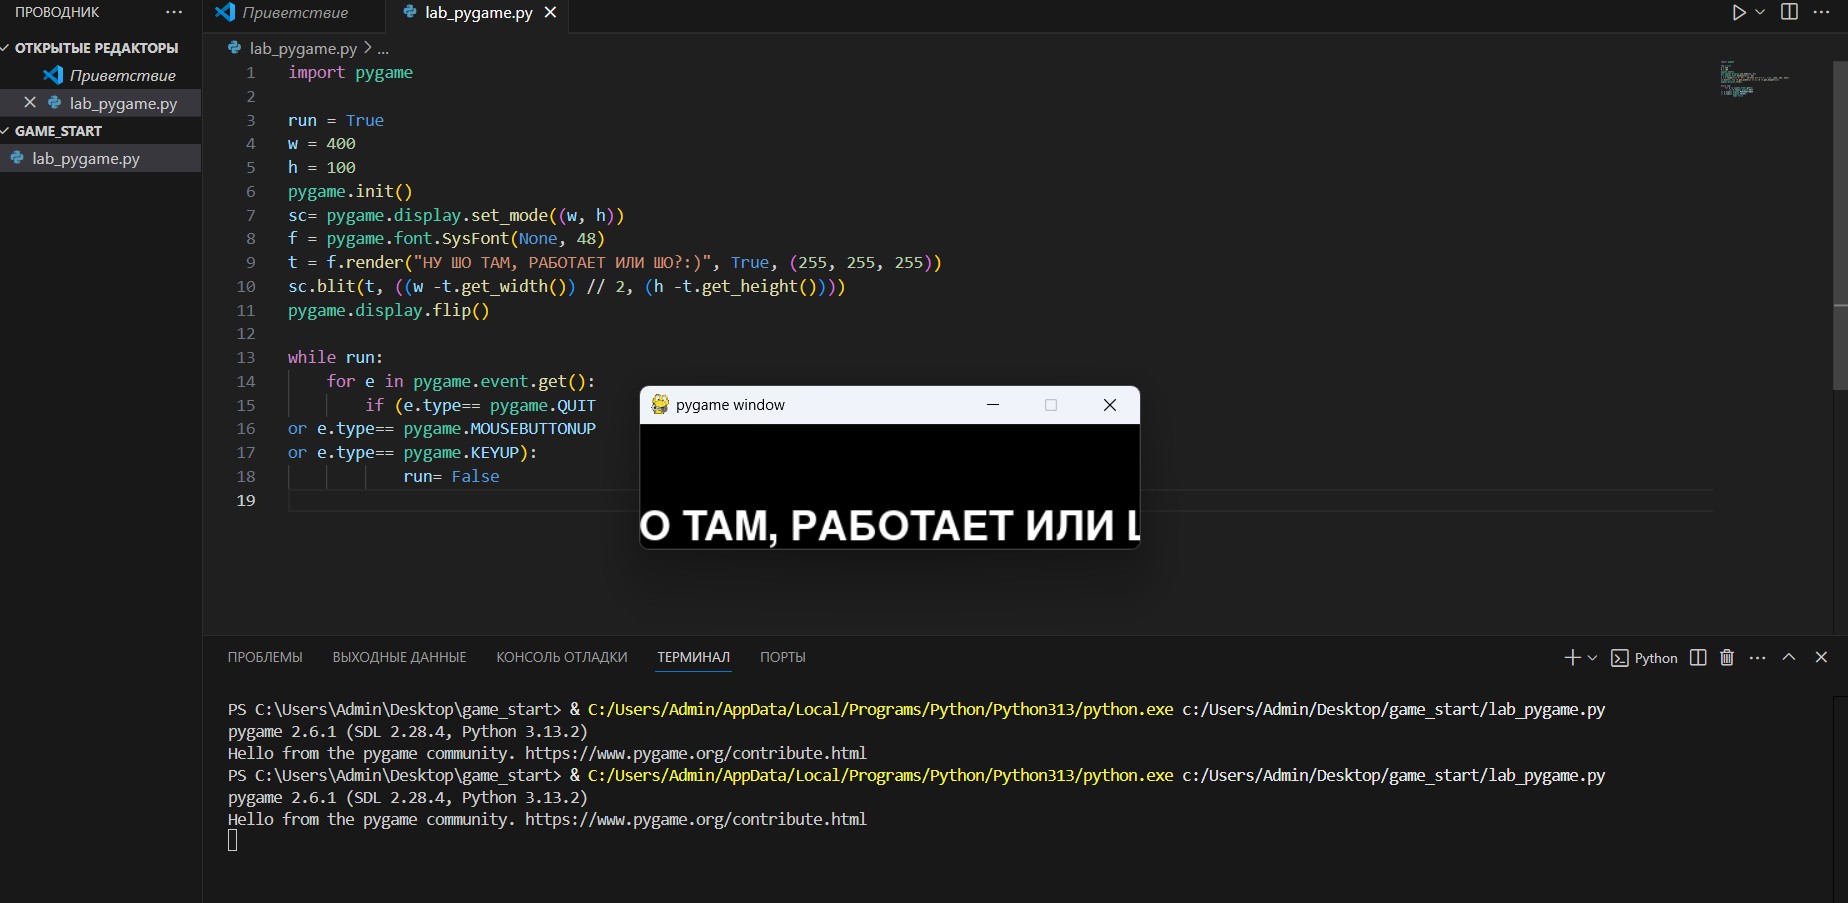 ПРОВОДНИК ...
ОТКРЫТЫЕ РЕДАКТОРЫ
Приветствие
lab_pygame.py
GAME_START
lab_pygame.py
Приветствие
lab_pygame.py
lab_pygame.py > ...
1 import pygame
2
3 run = True
4 w = 400
5 h = 100
6 pygame.init()
7 sc= pygame.display.set_mode((w, h))
8 f = pygame.font.SysFont(None, 48)
9 t = f.render("НУ ШО ТАМ, РАБОТАЕТ ИЛИ ШО?:)", True, (255, 255, 255))
10 sc.blit(t, ((w -t.get_width()) // 2, (h -t.get_height())))
11 pygame.display.flip()
12
13 while run:
14     for e in pygame.event.get():
15         if (e.type== pygame.QUIT
16 or e.type== pygame.MOUSEBUTTONUP
17 or e.type== pygame.KEYUP):
18             run= False
19
pygame window
О ТАМ, РАБОТАЕТ ИЛИ
ПРОБЛЕМЫ ВЫХОДНЫЕ ДАННЫЕ КОНСОЛЬ ОТЛАДКИ ТЕРМИНАЛ ПОРТЫ
Python
PS C:\Users\Admin\Desktop\game_start> & C:/Users/Admin/AppData/Local/Programs/Python/Python313/python.exe c:/Users/Admin/Desktop/game_start/lab_pygame.py
pygame 2.6.1 (SDL 2.28.4, Python 3.13.2)
Hello from the pygame community. https://www.pygame.org/contribute.html
PS C:\Users\Admin\Desktop\game_start> & C:/Users/Admin/AppData/Local/Programs/Python/Python313/python.exe c:/Users/Admin/Desktop/game_start/lab_pygame.py
pygame 2.6.1 (SDL 2.28.4, Python 3.13.2)
Hello from the pygame community. https://www.pygame.org/contribute.html